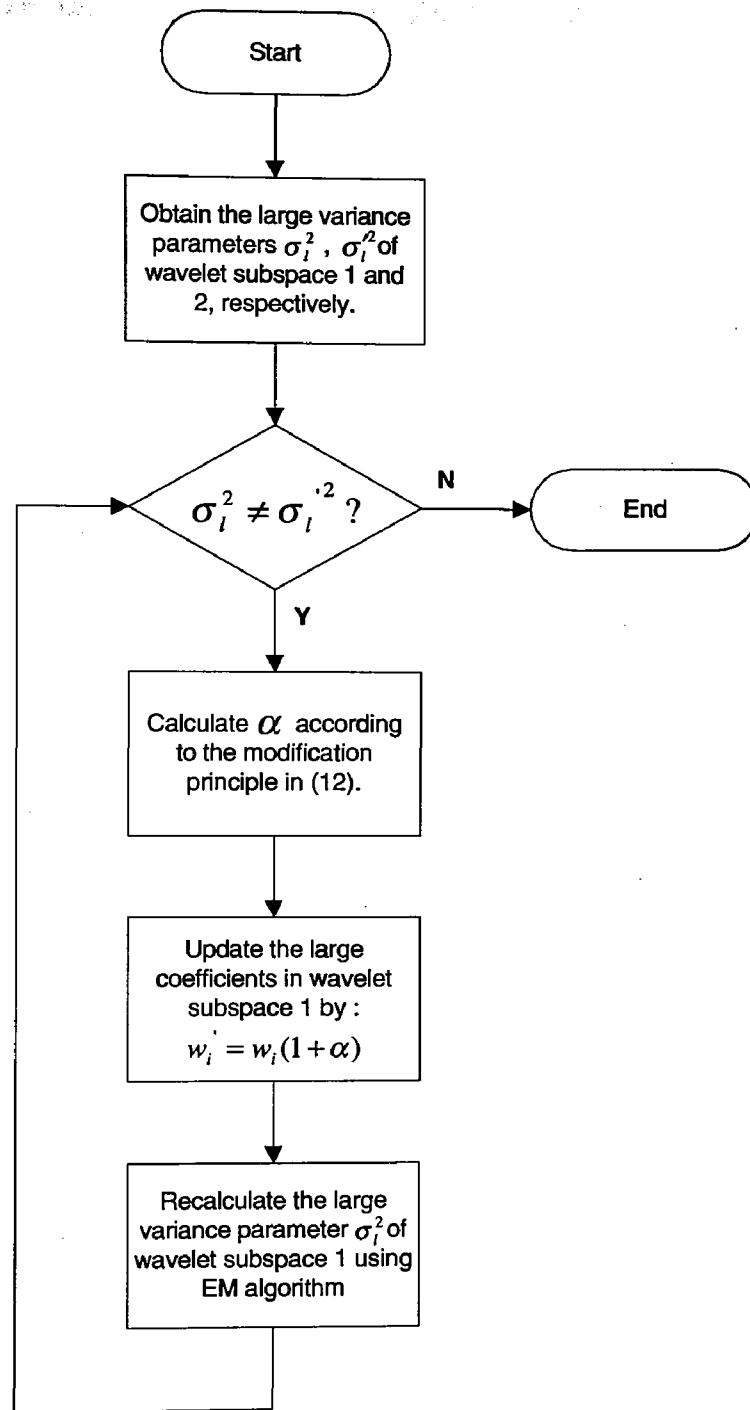 Start
Obtain the large variance
parameters σ_l^2 , σ_l'^2 of
wavelet subspace 1 and
2, respectively.
σ_l^2 ≠ σ_l'^2 ?
N
End
Y
Calculate α according
to the modification
principle in (12).
Update the large
coefficients in wavelet
subspace 1 by :
w_i' = w_i(1+α)
Recalculate the large
variance parameter σ_l^2 of
wavelet subspace 1 using
EM algorithm